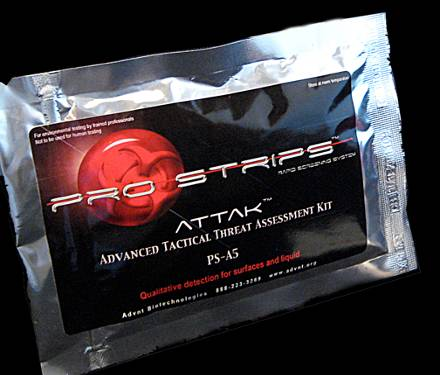 For environmental testing by trained professionals
Not to be used for human testing
Store at room temperature
PRO STRIPS™
RAPID SCREENING SYSTEM
ATTAK™
ADVANCED TACTICAL THREAT ASSESSMENT KIT
PS-A5
Qualitative detection for surfaces and liquid
Advnt Biotechnologies 888-223-3269 www.advnt.org